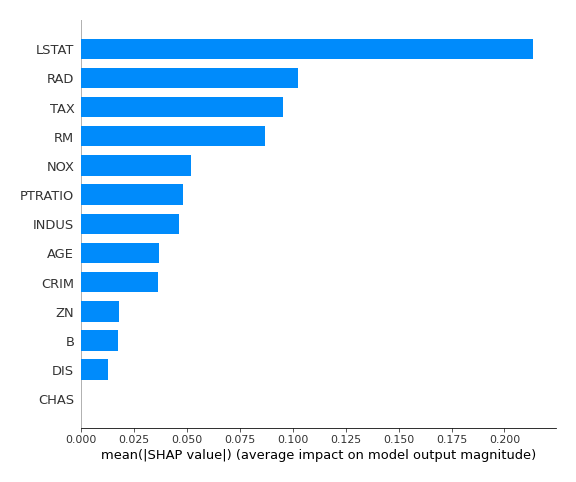 LSTAT
RAD
TAX
RM
NOX
PTRATIO
INDUS
AGE
CRIM
ZN
B
DIS
CHAS
0.000 0.025 0.050 0.075 0.100 0.125 0.150 0.175 0.200
mean(|SHAP value|) (average impact on model output magnitude)